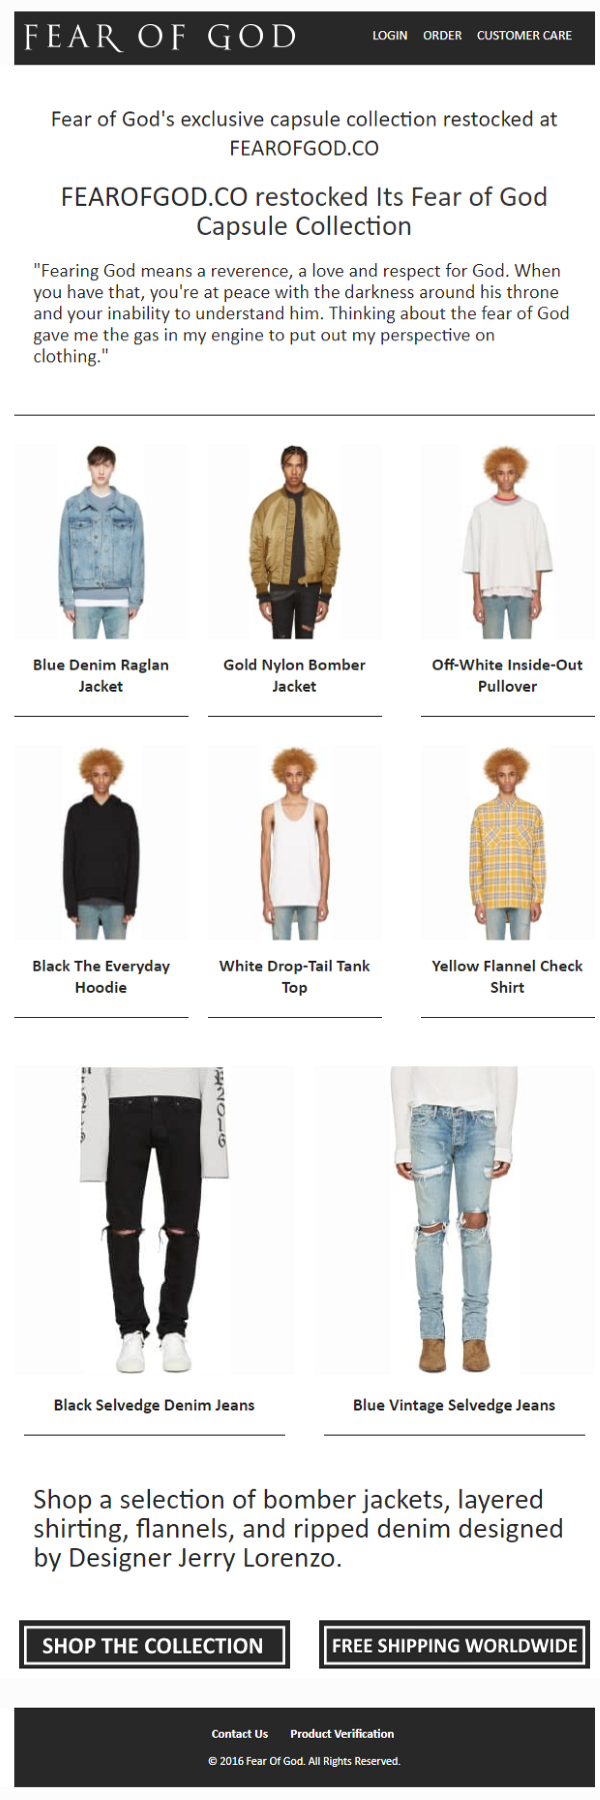 FEAR OF GOD
LOGIN ORDER CUSTOMER CARE
Fear of God's exclusive capsule collection restocked at
FEAROFGOD.CO
FEAROFGOD.CO restocked Its Fear of God
Capsule Collection
"Fearing God means a reverence, a love and respect for God. When
you have that, you're at peace with the darkness around his throne
and your inability to understand him. Thinking about the fear of God
gave me the gas in my engine to put out my perspective on
clothing."
Blue Denim Raglan
Jacket
Gold Nylon Bomber
Jacket
Off-White Inside-Out
Pullover
Black The Everyday
Hoodie
White Drop-Tail Tank
Top
Yellow Flannel Check
Shirt
2016
Black Selvedge Denim Jeans
Blue Vintage Selvedge Jeans
Shop a selection of bomber jackets, layered
shirting, flannels, and ripped denim designed
by Designer Jerry Lorenzo.
SHOP THE COLLECTION
FREE SHIPPING WORLDWIDE
Contact Us Product Verification
© 2016 Fear Of God. All Rights Reserved.